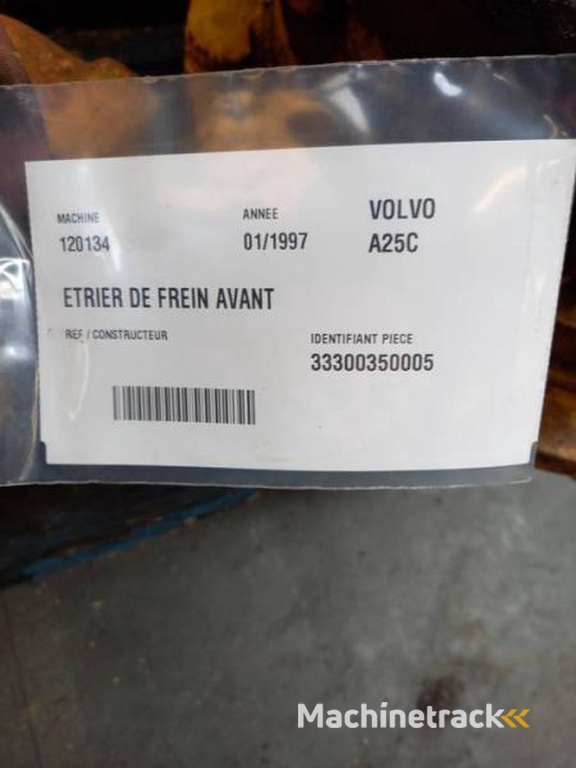 MACHINE ANNEE VOLVO
120134 01/1997 A25C
ETRIER DE FREIN AVANT
REF / CONSTRUCTEUR IDENTIFIANT PIECE
33300350005
Machinetrack